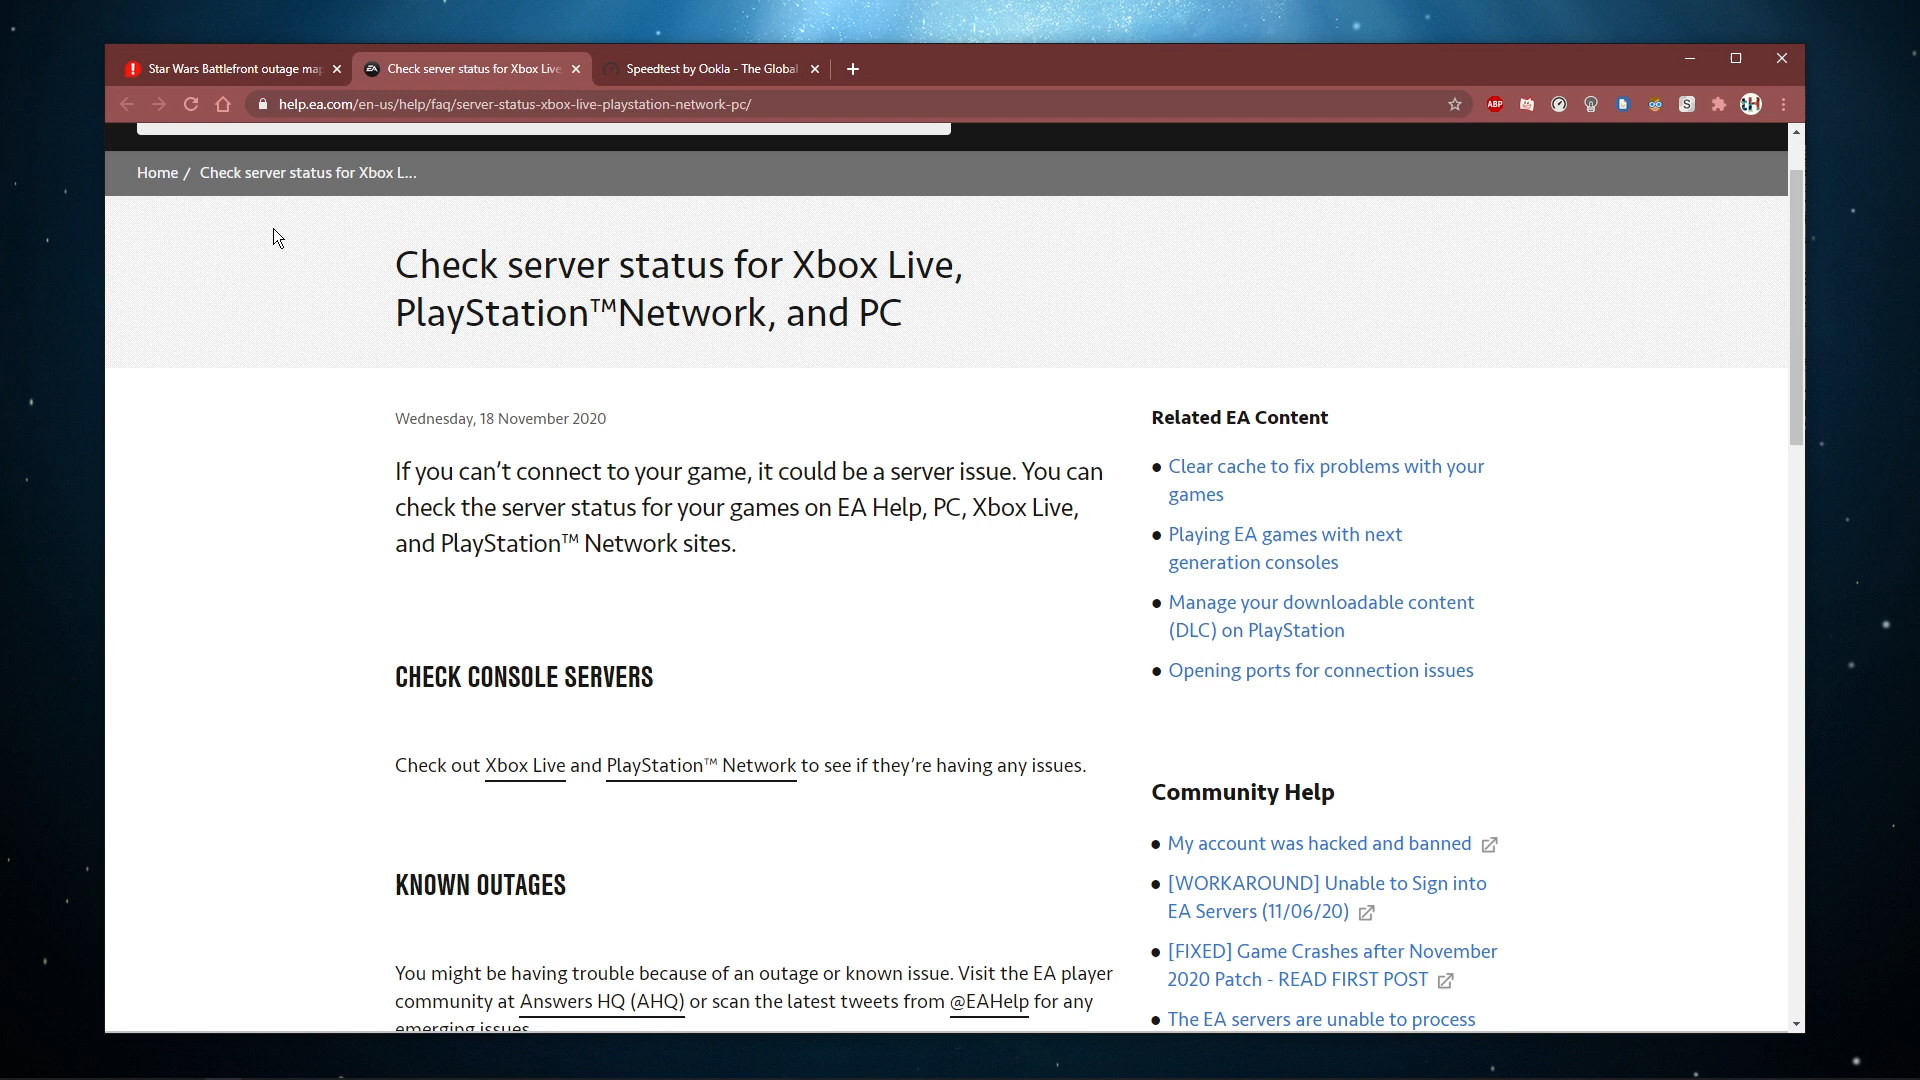 Star Wars Battlefront outage map
Check server status for Xbox Live
Speedtest by Ookla - The Global
help.ea.com/en-us/help/faq/server-status-xbox-live-playstation-network-pc/
ABP
S
tH
Home / Check server status for Xbox L...
Check server status for Xbox Live,
PlayStation™Network, and PC
Wednesday, 18 November 2020
If you can't connect to your game, it could be a server issue. You can
check the server status for your games on EA Help, PC, Xbox Live,
and PlayStation™ Network sites.
CHECK CONSOLE SERVERS
Check out Xbox Live and PlayStation™ Network to see if they're having any issues.
KNOWN OUTAGES
You might be having trouble because of an outage or known issue. Visit the EA player
community at Answers HQ (AHQ) or scan the latest tweets from @EAHelp for any
emerging issues
Related EA Content
Clear cache to fix problems with your
games
Playing EA games with next
generation consoles
Manage your downloadable content
(DLC) on PlayStation
Opening ports for connection issues
Community Help
My account was hacked and banned
[WORKAROUND] Unable to Sign into
EA Servers (11/06/20)
[FIXED] Game Crashes after November
2020 Patch - READ FIRST POST
The EA servers are unable to process